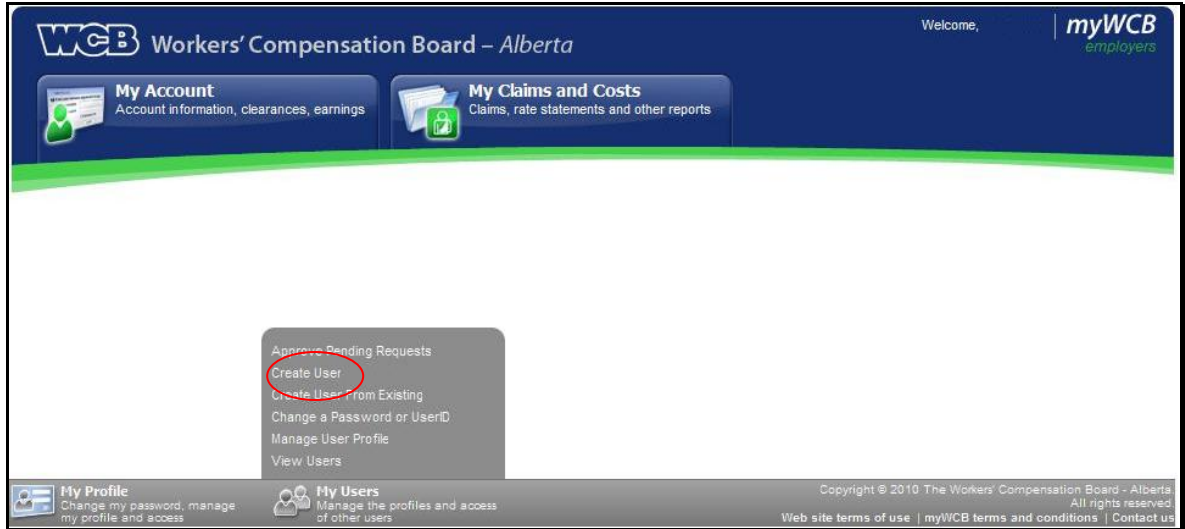 WCB Workers' Compensation Board – Alberta
Welcome,
myWCB
employers
My Account
Account information, clearances, earnings
My Claims and Costs
Claims, rate statements and other reports
Approve Pending Requests
Create User
Create User From Existing
Change a Password or UserID
Manage User Profile
View Users
My Profile
Change my password, manage
my profile and access
My Users
Manage the profiles and access
of other users
Copyright © 2010 The Workers' Compensation Board - Alberta.
All rights reserved.
Web site terms of use | myWCB terms and conditions | Contact us